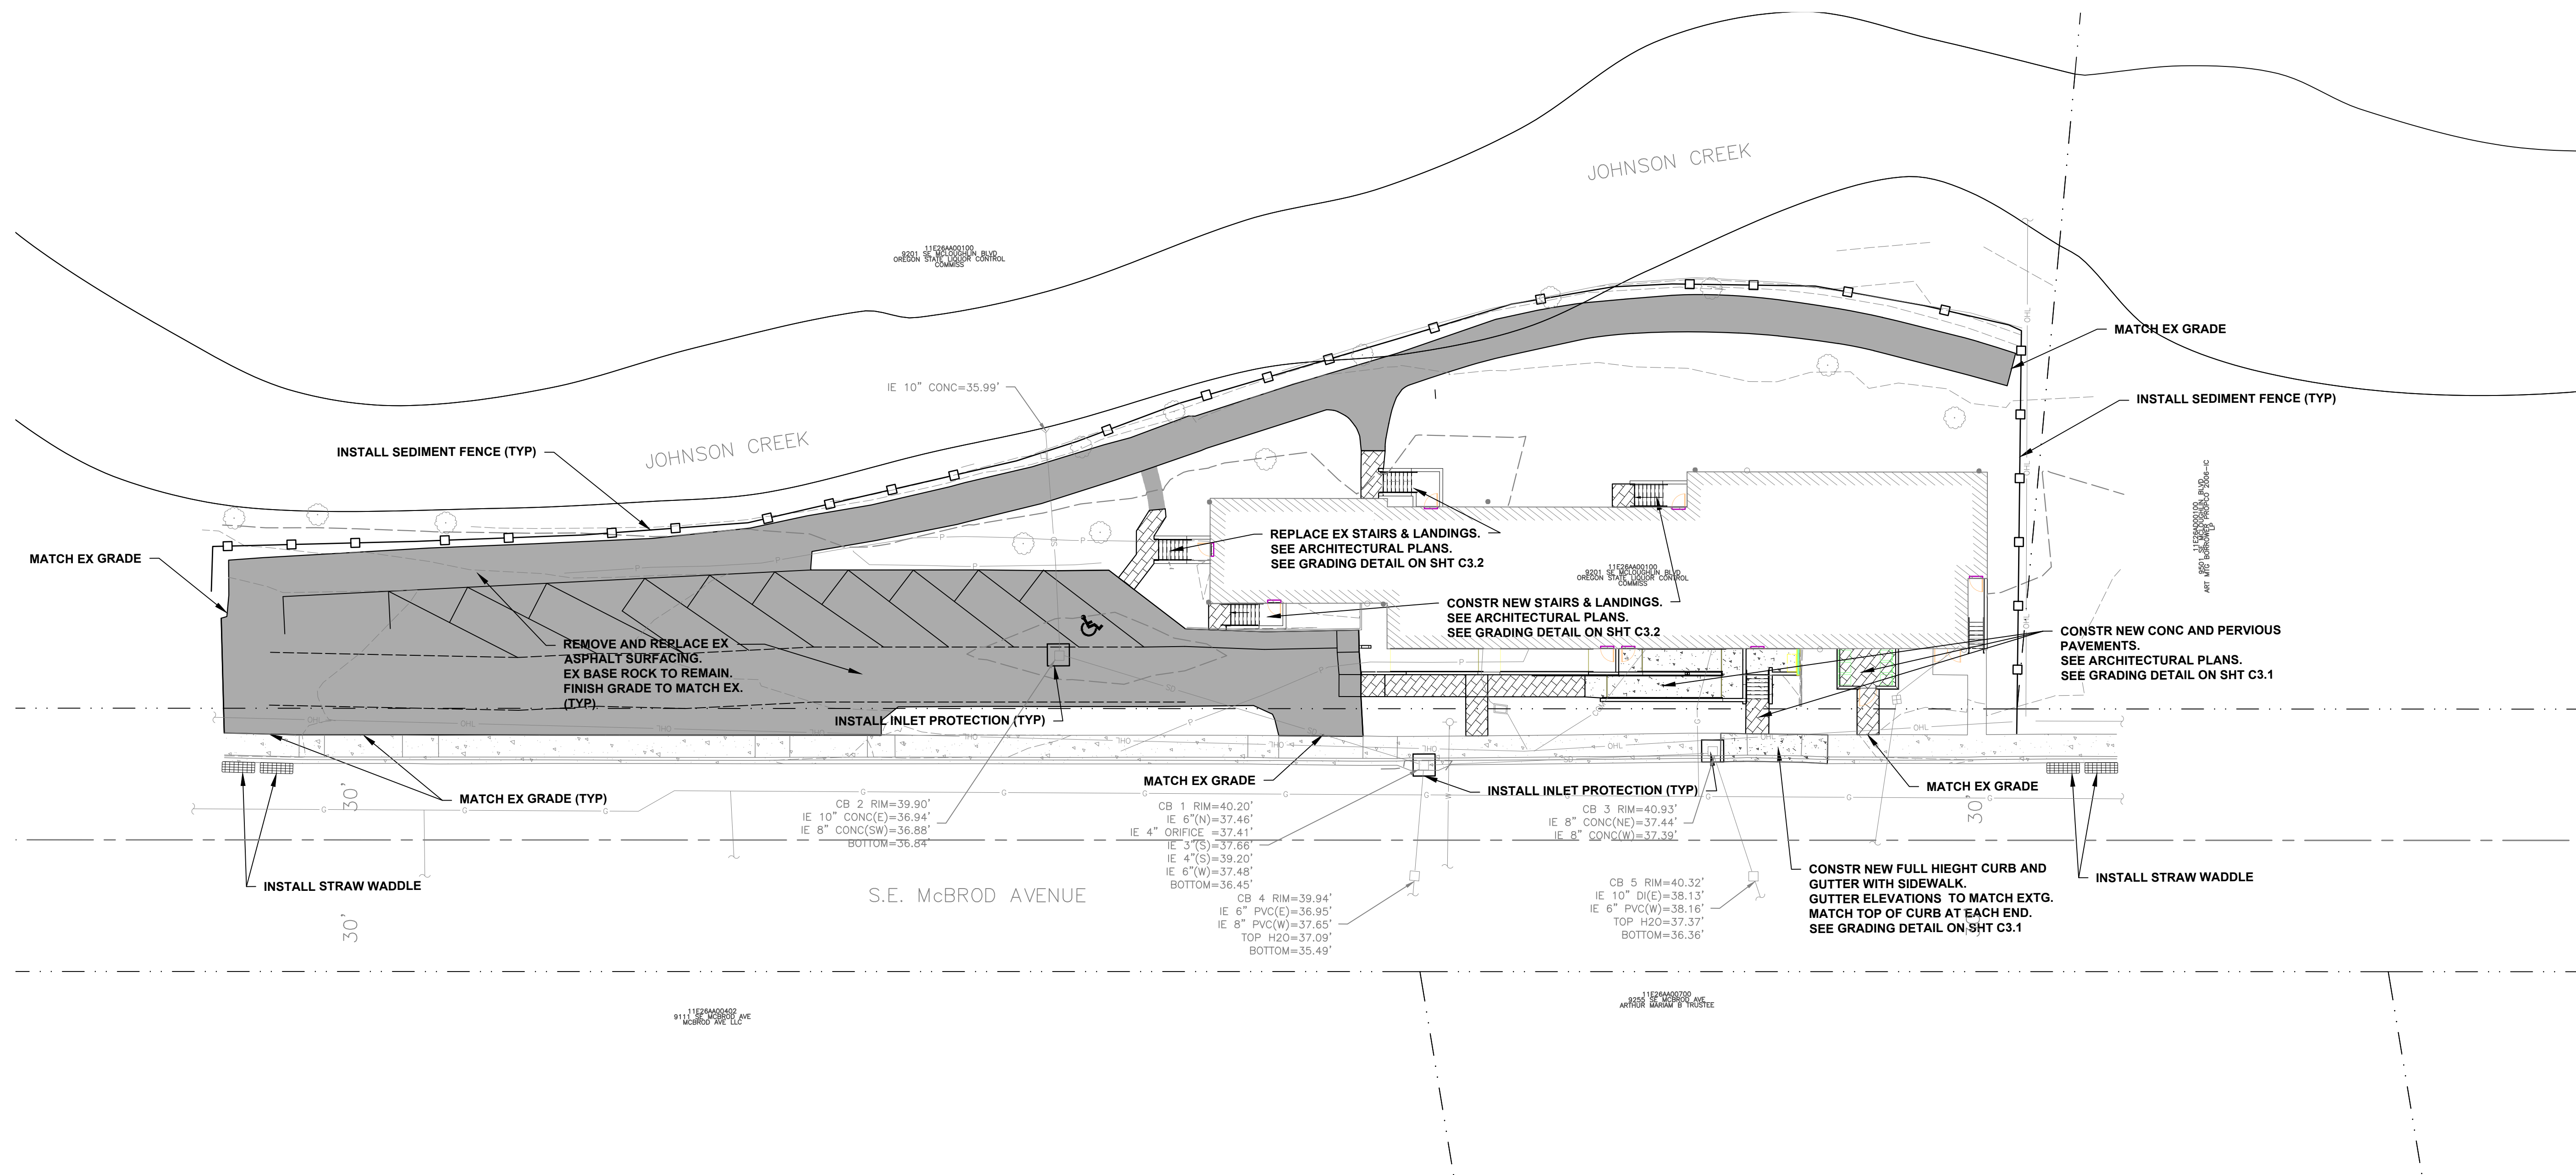 JOHNSON CREEK
11E26AA00100
9201 SE MCLOUGHLIN BLVD
OREGON STATE LIQUOR CONTROL
COMMISS
MATCH EX GRADE
IE 10" CONC=35.99'
INSTALL SEDIMENT FENCE (TYP)
JOHNSON CREEK
INSTALL SEDIMENT FENCE (TYP)
11E26AD00100
9501 SE MCLOUGHLIN BLVD
ART MTG BORROWER PROPCO 2006-IC
LP
MATCH EX GRADE
REPLACE EX STAIRS & LANDINGS.
SEE ARCHITECTURAL PLANS.
SEE GRADING DETAIL ON SHT C3.2
11E26AA00100
9201 SE MCLOUGHLIN BLVD
OREGON STATE LIQUOR CONTROL
COMMISS
CONSTR NEW STAIRS & LANDINGS.
SEE ARCHITECTURAL PLANS.
SEE GRADING DETAIL ON SHT C3.2
CONSTR NEW CONC AND PERVIOUS
PAVEMENTS.
SEE ARCHITECTURAL PLANS.
SEE GRADING DETAIL ON SHT C3.1
REMOVE AND REPLACE EX
ASPHALT SURFACING.
EX BASE ROCK TO REMAIN.
FINISH GRADE TO MATCH EX.
(TYP)
INSTALL INLET PROTECTION (TYP)
MATCH EX GRADE
INSTALL INLET PROTECTION (TYP)
MATCH EX GRADE
MATCH EX GRADE (TYP)
30'
30'
CB 2 RIM=39.90'
IE 10" CONC(E)=36.94'
IE 8" CONC(SW)=36.88'
BOTTOM=36.84'
CB 1 RIM=40.20'
IE 6"(N)=37.46'
IE 4" ORIFICE =37.41'
IE 3"(S)=37.66'
IE 4"(S)=39.20'
IE 6"(W)=37.48'
BOTTOM=36.45'
CB 3 RIM=40.93'
IE 8" CONC(NE)=37.44'
IE 8" CONC(W)=37.39'
INSTALL STRAW WADDLE
S.E. McBROD AVENUE
30'
CB 4 RIM=39.94'
IE 6" PVC(E)=36.95'
IE 8" PVC(W)=37.65'
TOP H2O=37.09'
BOTTOM=35.49'
CB 5 RIM=40.32'
IE 10" DI(E)=38.13'
IE 6" PVC(W)=38.16'
TOP H2O=37.37'
BOTTOM=36.36'
CONSTR NEW FULL HIEGHT CURB AND
GUTTER WITH SIDEWALK.
GUTTER ELEVATIONS TO MATCH EXTG.
MATCH TOP OF CURB AT EACH END.
SEE GRADING DETAIL ON SHT C3.1
INSTALL STRAW WADDLE
11E26AA00402
9111 SE MCBROD AVE
MCBROD AVE LLC
11E26AA00700
9255 SE MCBROD AVE
ARTHUR MARIAM B TRUSTEE